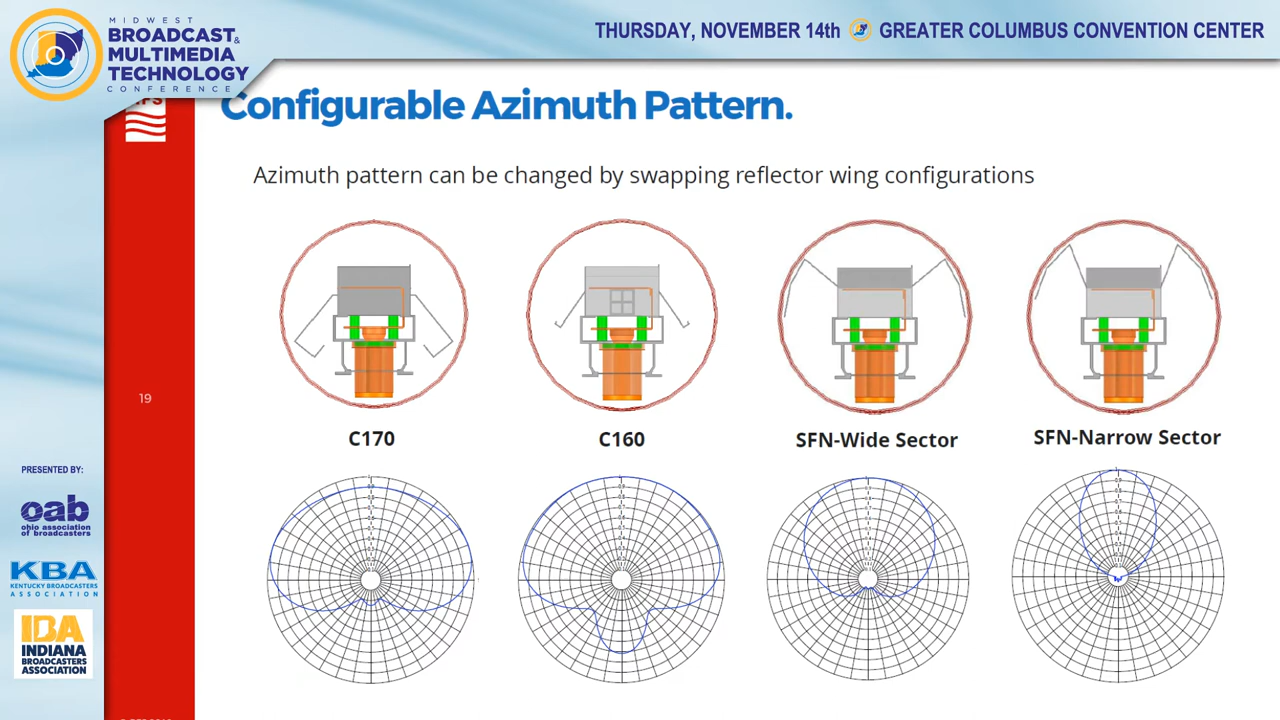 MIDWEST
BROADCAST &
MULTIMEDIA
TECHNOLOGY
CONFERENCE
THURSDAY, NOVEMBER 14th GREATER COLUMBUS CONVENTION CENTER
Configurable Azimuth Pattern.
Azimuth pattern can be changed by swapping reflector wing configurations
19
C170 C160 SFN-Wide Sector SFN-Narrow Sector
PRESENTED BY:
oab
ohio association
of broadcasters
KBA
KENTUCKY BROADCASTERS
ASSOCIATION
IBA
INDIANA
BROADCASTERS
ASSOCIATION